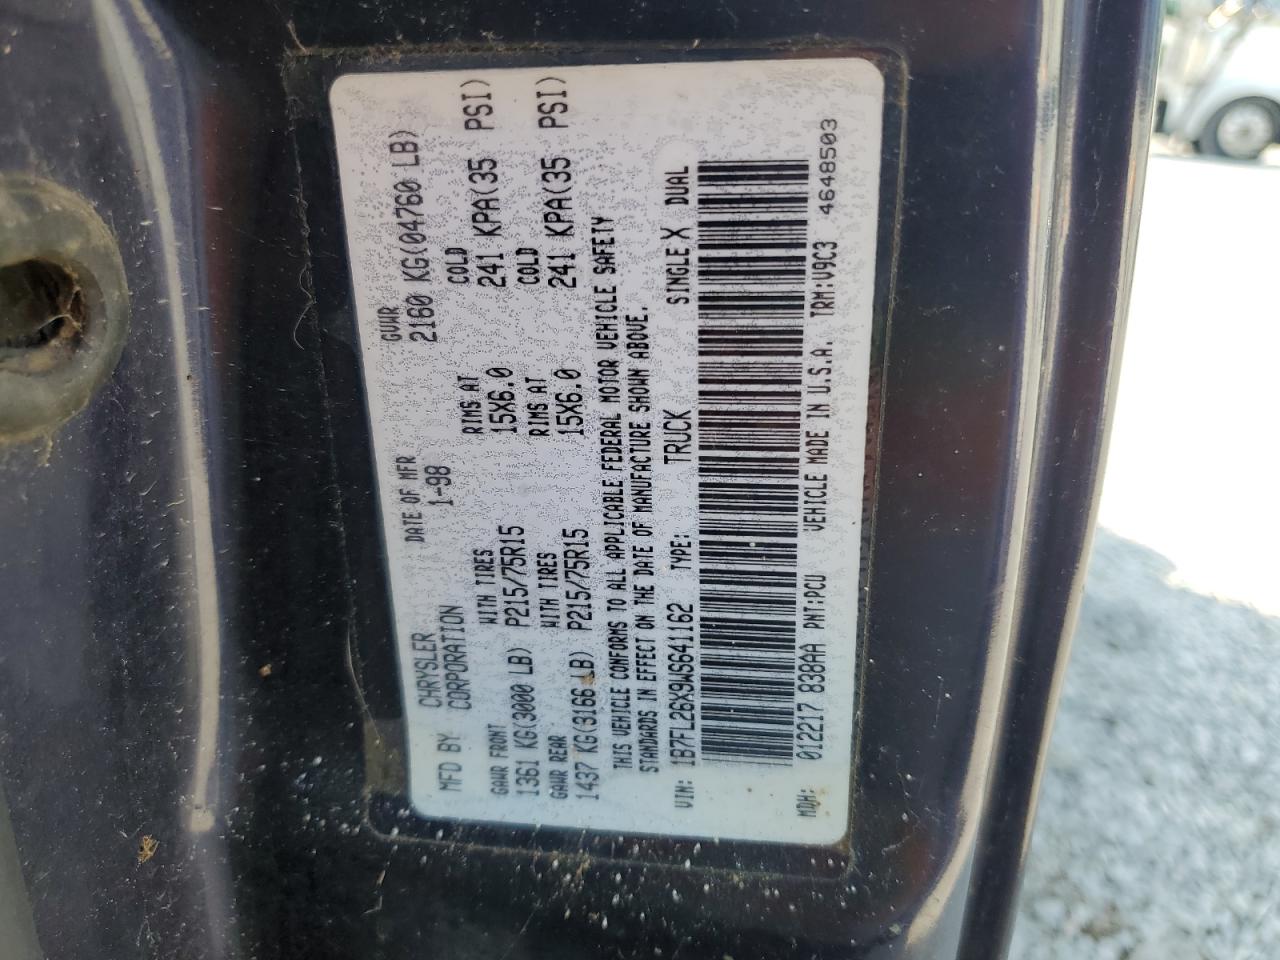 MFD BY CHRYSLER CORPORATION DATE OF MFR 1-98 GVWR 2160 KG(04760 LB)
GAWR FRONT WITH TIRES RIMS AT COLD
1361 KG(3000 LB) P215/75R15 15X6.0 241 KPA(35 PSI)
GAWR REAR WITH TIRES RIMS AT COLD
1437 KG(3166 LB) P215/75R15 15X6.0 241 KPA(35 PSI)
THIS VEHICLE CONFORMS TO ALL APPLICABLE FEDERAL MOTOR VEHICLE SAFETY
STANDARDS IN EFFECT ON THE DATE OF MANUFACTURE SHOWN ABOVE.
VIN: 1B7FL26X9WS641162 TYPE: TRUCK SINGLE X DUAL
MDH: 012217 838AA PNT:PCU VEHICLE MADE IN U.S.A. TRM:V9C3 4648503